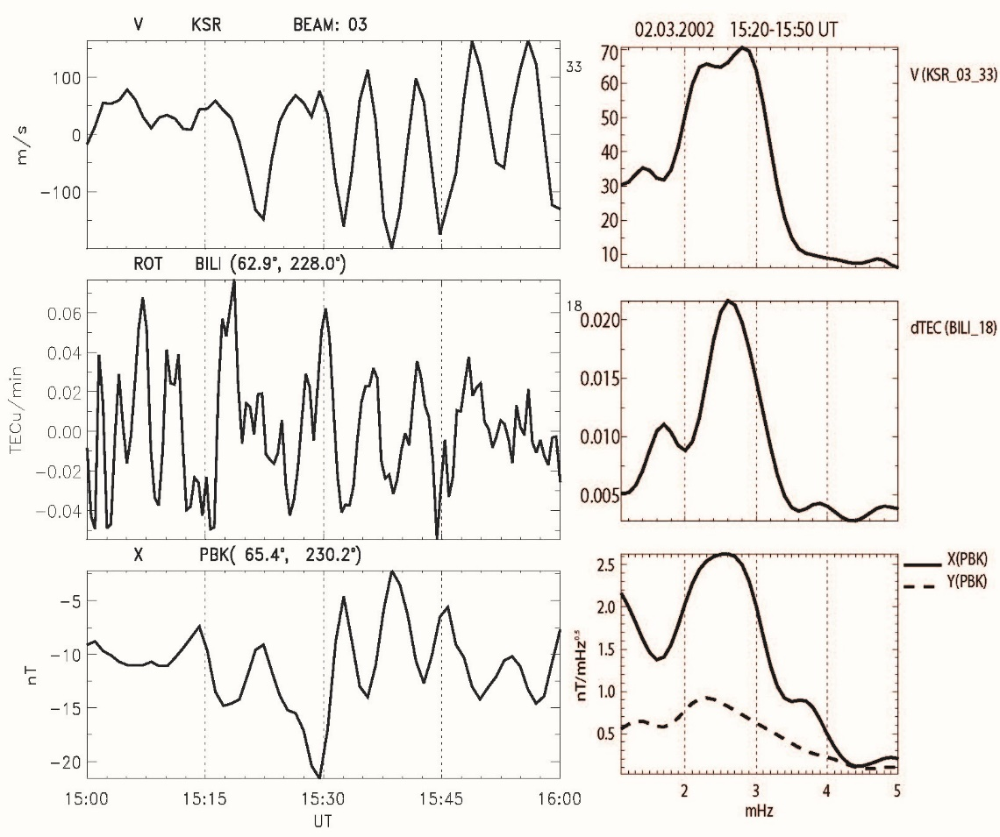 V KSR BEAM: 03
100
0
−100
m/s
33
ROT BILI (62.9°, 228.0°)
0.06
0.04
0.02
0.00
−0.02
−0.04
TECu/min
18
X PBK( 65.4°, 230.2°)
−5
−10
−15
−20
nT
15:00 15:15 15:30 15:45 16:00
UT
02.03.2002 15:20-15:50 UT
70
60
50
40
30
20
10
V (KSR_03_33)
0.020
0.015
0.010
0.005
dTEC (BILI_18)
2.5
2.0
1.5
1.0
0.5
nT/mHz^0.5
X(PBK)
Y(PBK)
2 3 4 5
mHz